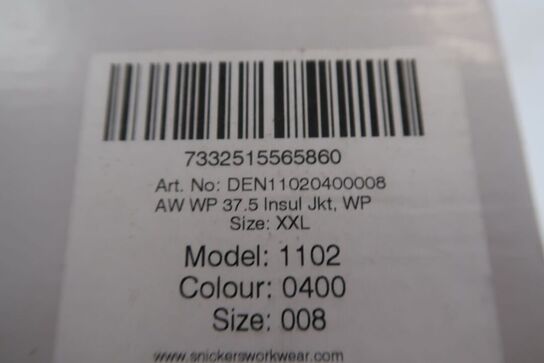 7332515565860
Art. No: DEN11020400008
AW WP 37.5 Insul Jkt, WP
Size: XXL
Model: 1102
Colour: 0400
Size: 008
www.snickersworkwear.com